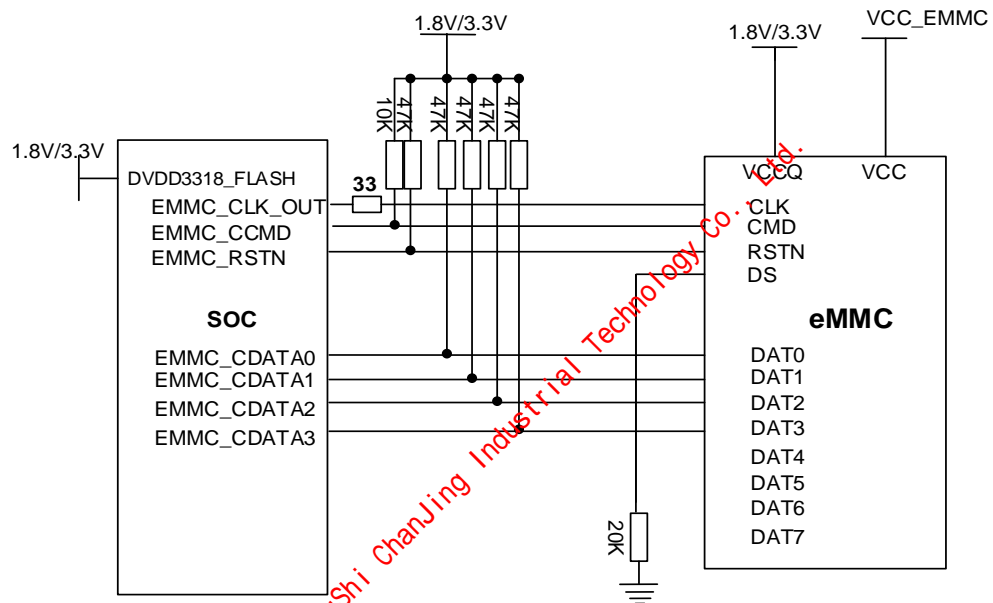 1.8V/3.3V
1.8V/3.3V
VCC_EMMC
10K
47K
47K
47K
47K
47K
1.8V/3.3V
DVDD3318_FLASH
33
EMMC_CLK_OUT
EMMC_CCMD
EMMC_RSTN
SOC
EMMC_CDATA0
EMMC_CDATA1
EMMC_CDATA2
EMMC_CDATA3
VCCQ
VCC
CLK
CMD
RSTN
DS
eMMC
DAT0
DAT1
DAT2
DAT3
DAT4
DAT5
DAT6
DAT7
20K
Shi ChanJing Industrial Technology Co., Ltd.